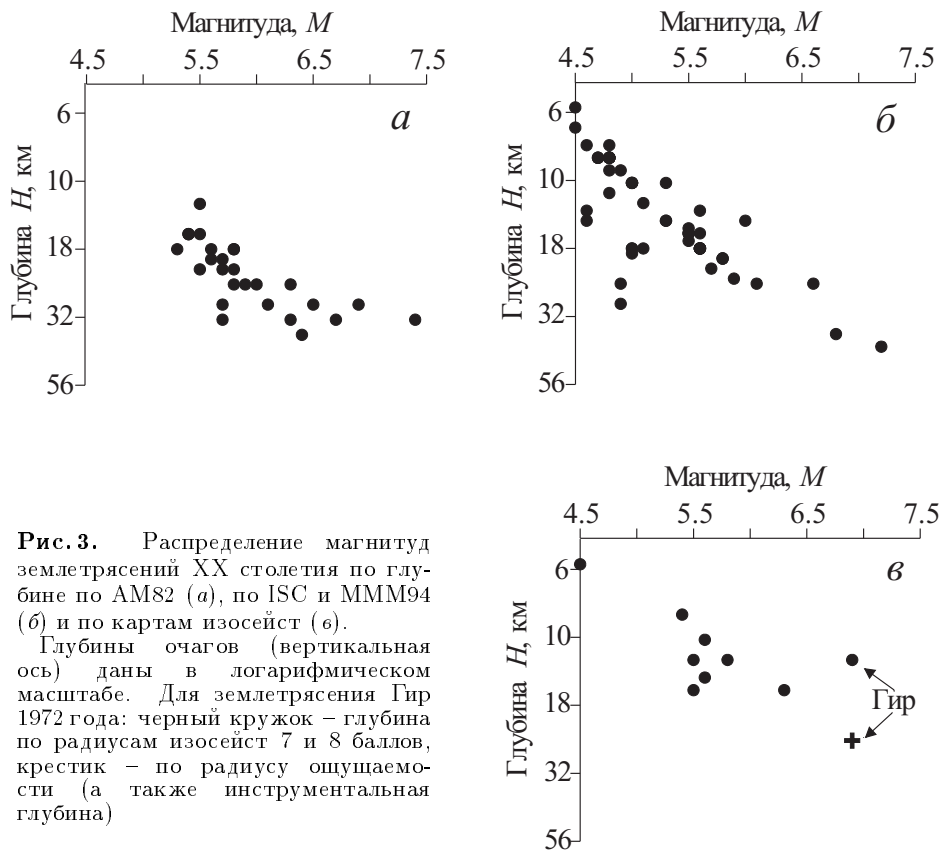 Магнитуда, М
4.5 5.5 6.5 7.5
Глубина Н, км
6
10
18
32
56
а
Магнитуда, М
4.5 5.5 6.5 7.5
Глубина Н, км
6
10
18
32
56
б
Рис.3. Распределение магнитуд
землетрясений XX столетия по глу-
бине по АМ82 (а), по ISC и МММ94
(б) и по картам изосейст (в).
Глубины очагов (вертикальная
ось) даны в логарифмическом
масштабе. Для землетрясения Гир
1972 года: черный кружок – глубина
по радиусам изосейст 7 и 8 баллов,
крестик – по радиусу ощущаемо-
сти (а также инструментальная
глубина)
Магнитуда, М
4.5 5.5 6.5 7.5
Глубина Н, км
6
10
18
32
56
в
Гир